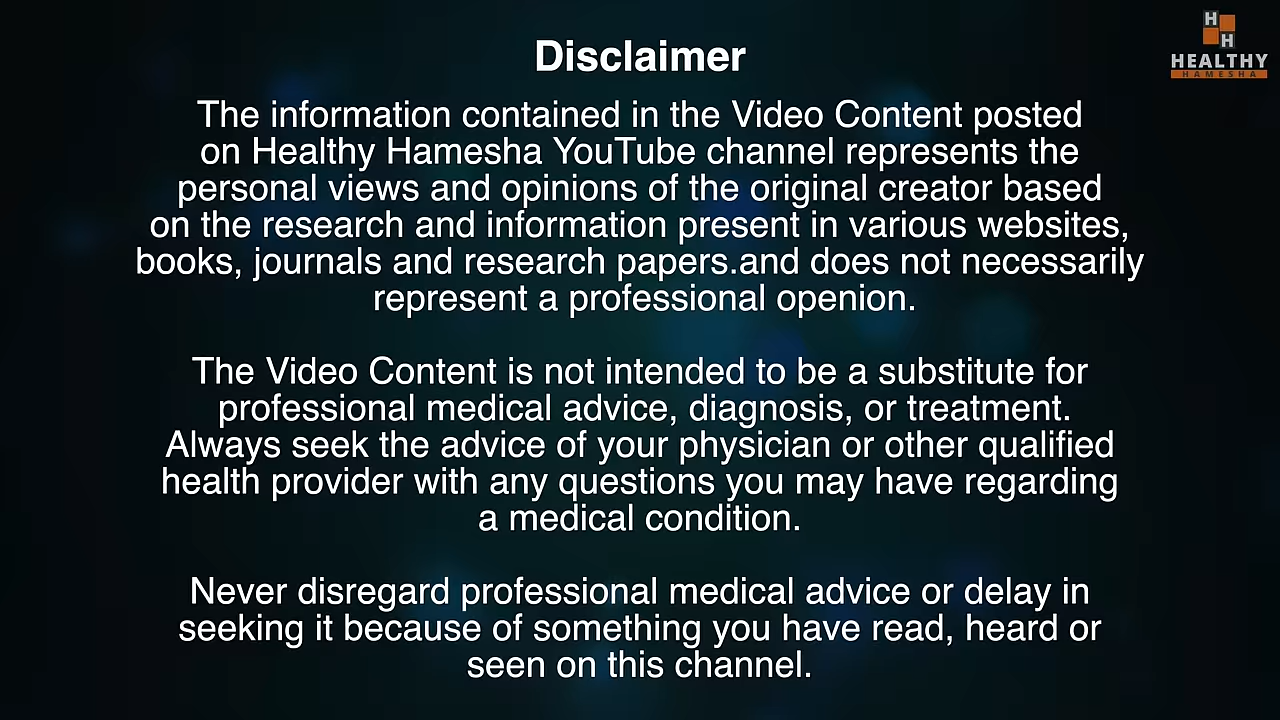 H
H
HEALTHY
HAMESHA
Disclaimer
The information contained in the Video Content posted
on Healthy Hamesha YouTube channel represents the
personal views and opinions of the original creator based
on the research and information present in various websites,
books, journals and research papers.and does not necessarily
represent a professional openion.
The Video Content is not intended to be a substitute for
professional medical advice, diagnosis, or treatment.
Always seek the advice of your physician or other qualified
health provider with any questions you may have regarding
a medical condition.
Never disregard professional medical advice or delay in
seeking it because of something you have read, heard or
seen on this channel.